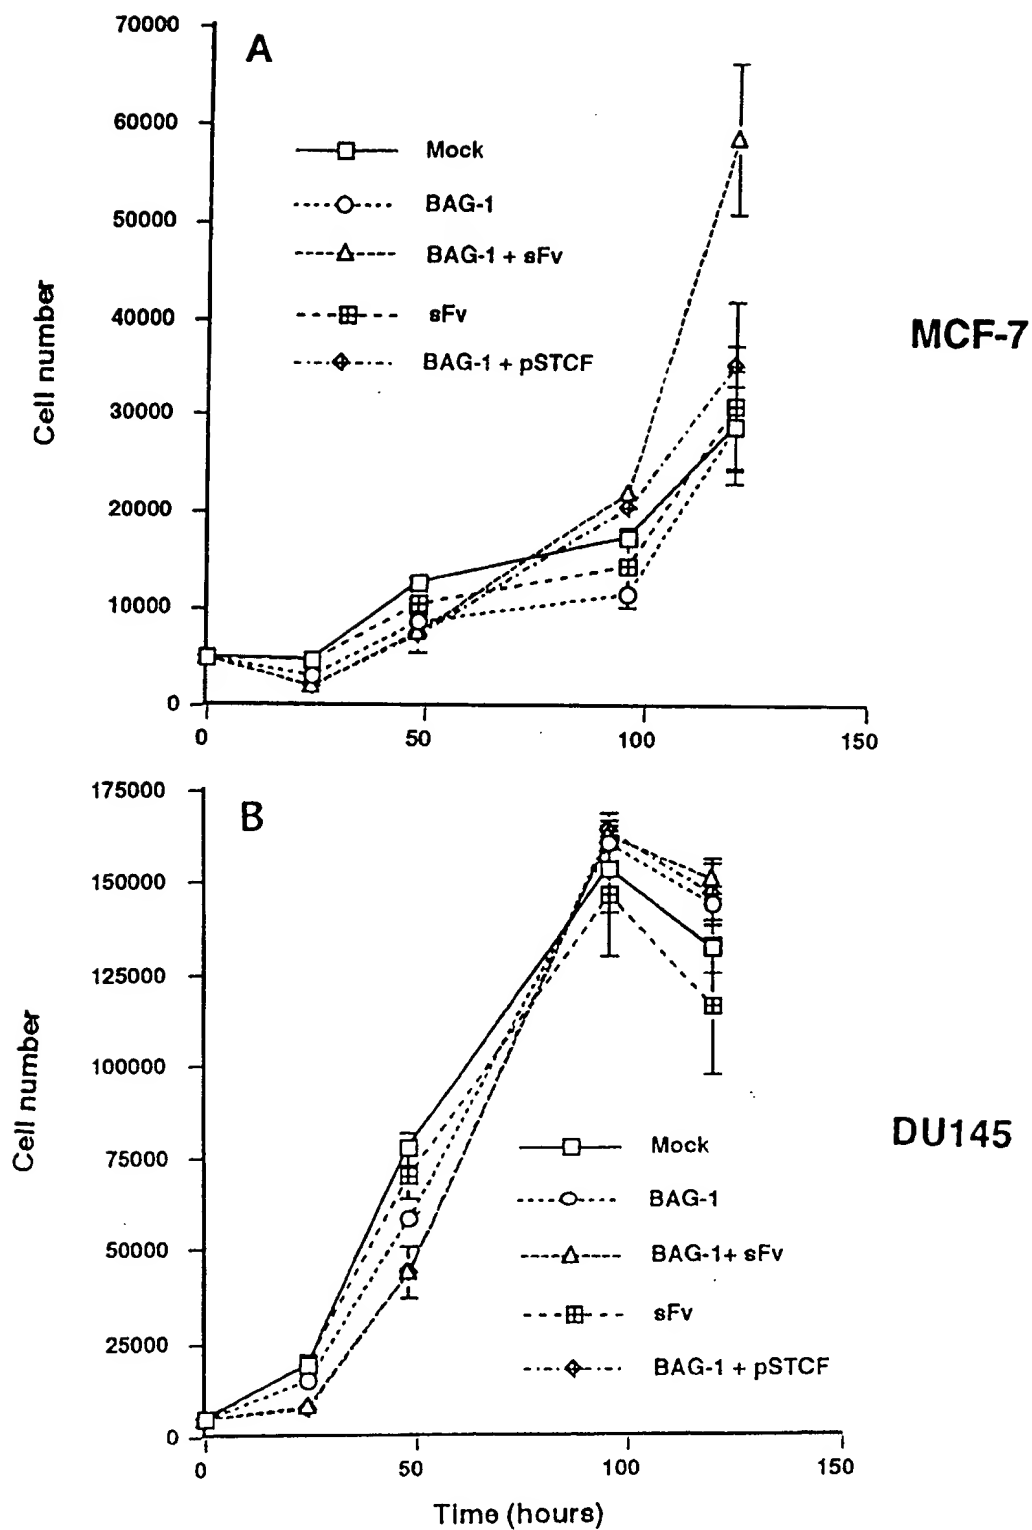 70000
A
60000
Mock
BAG-1
50000
BAG-1 + sFv
sFv
40000
MCF-7
BAG-1 + pSTCF
Cell number
30000
20000
10000
0
0 50 100 150
175000
B
150000
125000
100000
Cell number
DU145
Mock
75000
BAG-1
50000
BAG-1+ sFv
sFv
25000
BAG-1 + pSTCF
0
0 50 100 150
Time (hours)